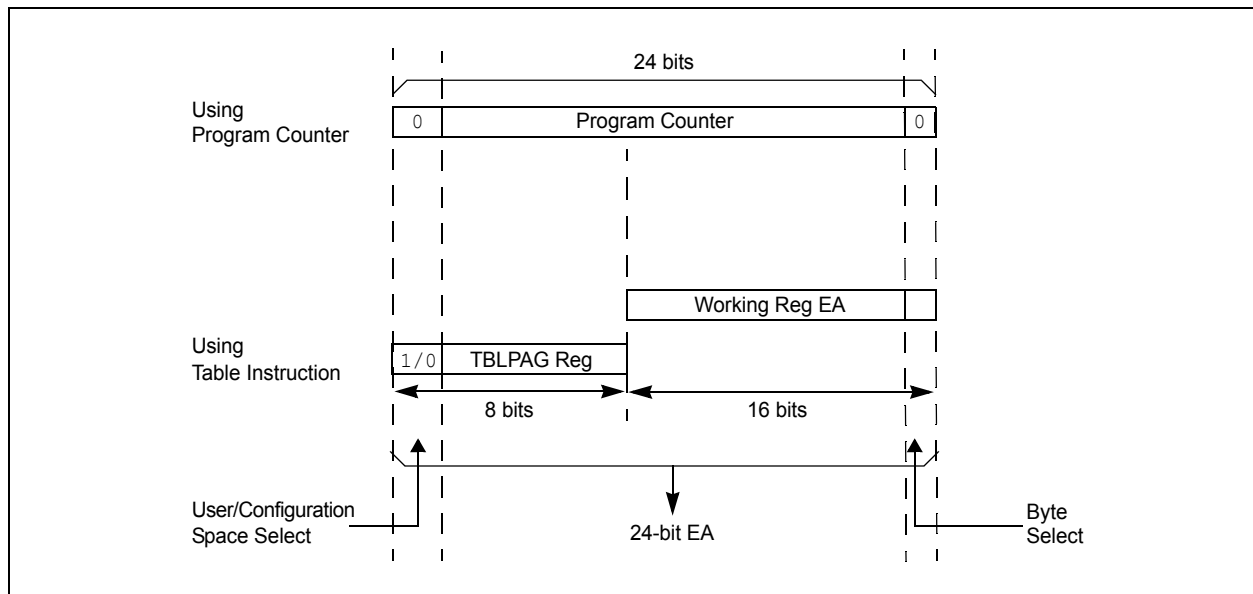 24 bits
Using
Program Counter
0
Program Counter
0
Working Reg EA
Using
Table Instruction
1/0
TBLPAG Reg
8 bits
16 bits
User/Configuration
Space Select
24-bit EA
Byte
Select